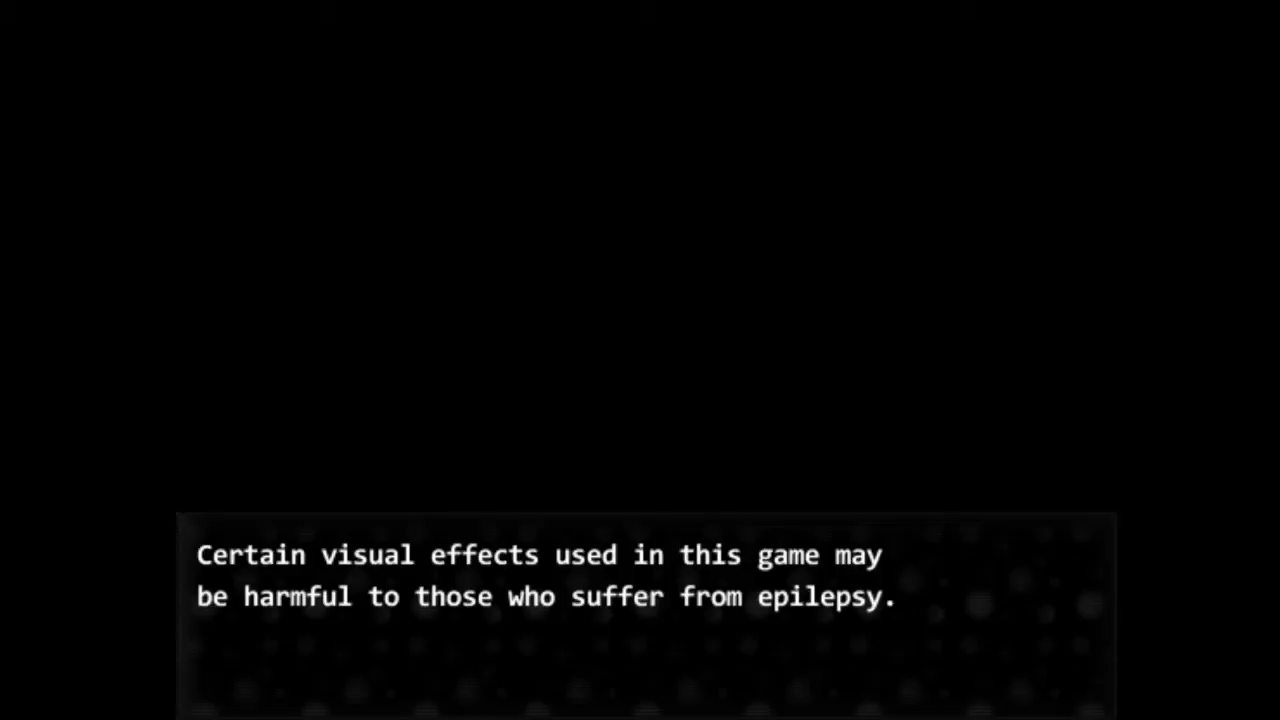 Certain visual effects used in this game may
be harmful to those who suffer from epilepsy.